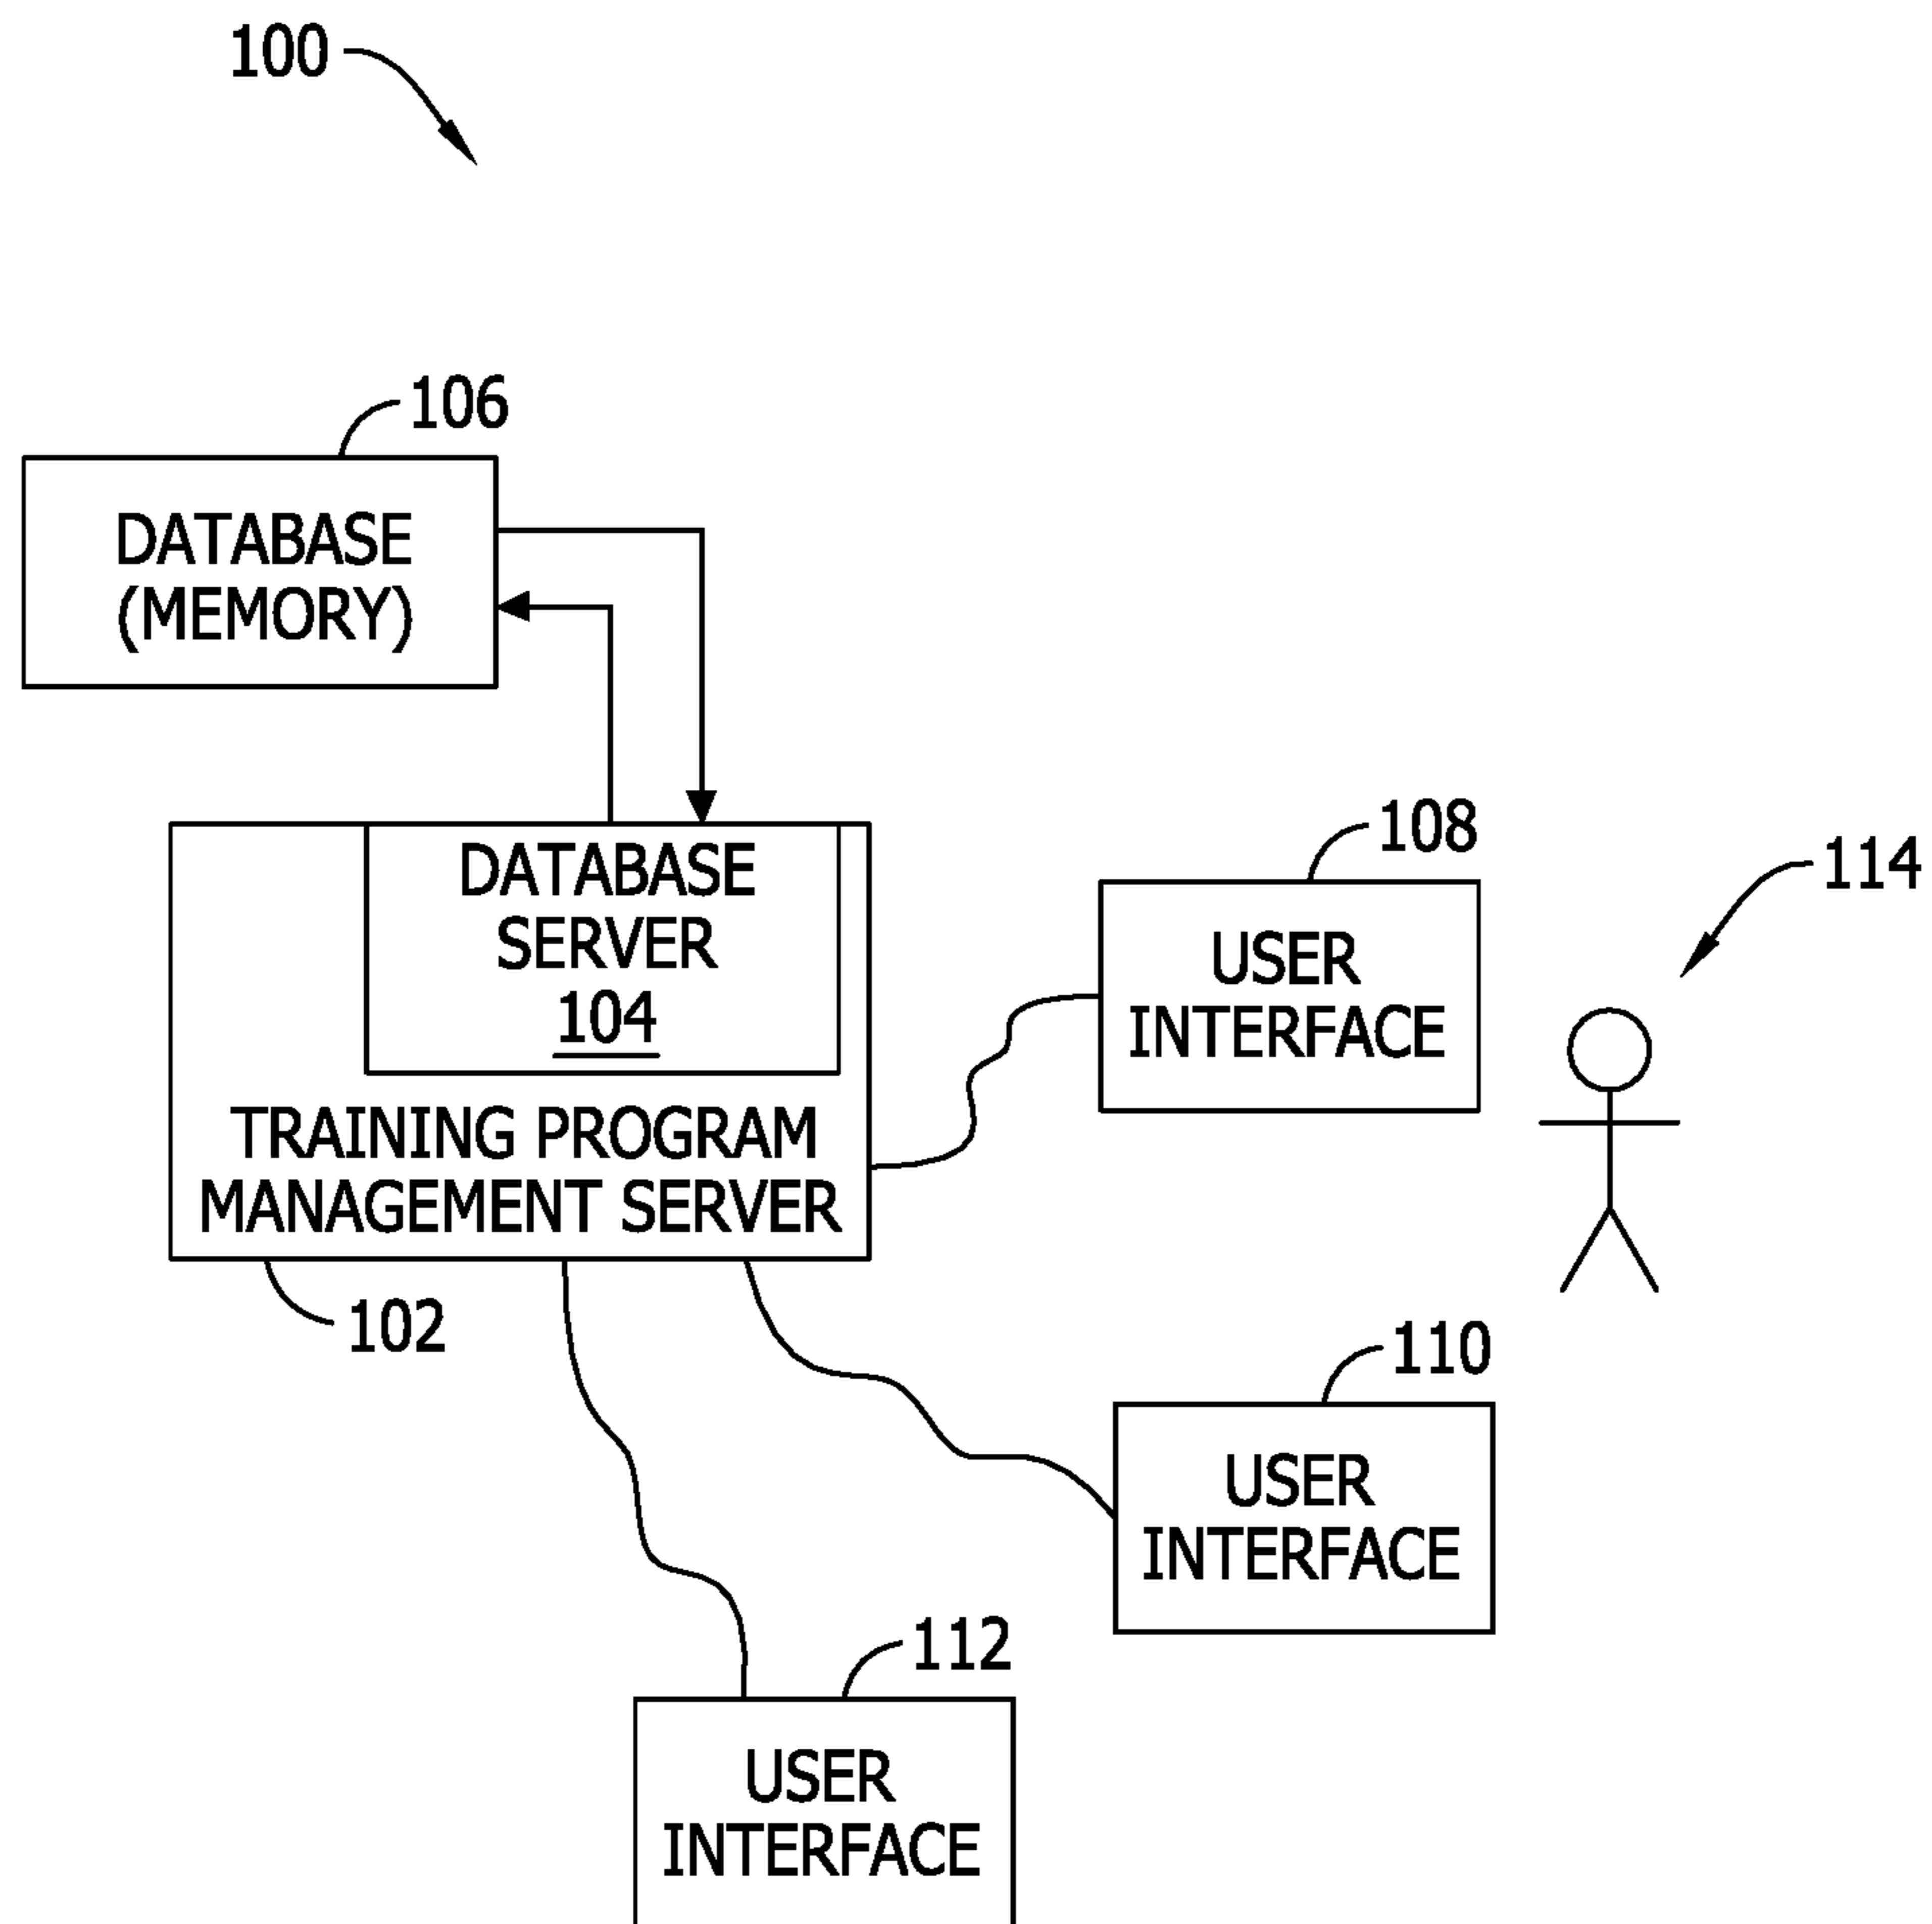 100
106
DATABASE
(MEMORY)
DATABASE
SERVER
104
TRAINING PROGRAM
MANAGEMENT SERVER
102
108
USER
INTERFACE
114
110
USER
INTERFACE
112
USER
INTERFACE